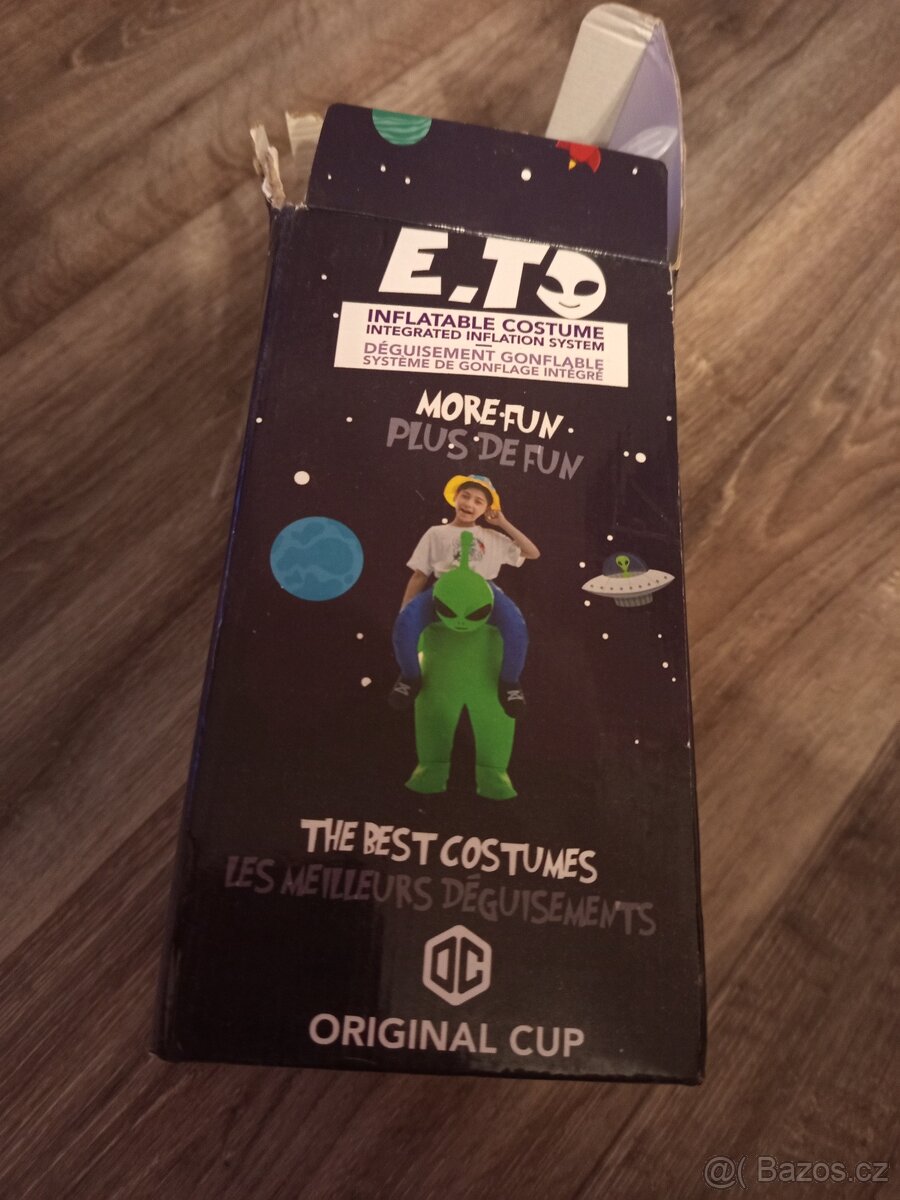 E.T
INFLATABLE COSTUME
INTEGRATED INFLATION SYSTEM
—
DÉGUISEMENT GONFLABLE
SYSTÈME DE GONFLAGE INTÉGRÉ
MORE FUN
PLUS DE FUN
THE BEST COSTUMES
LES MEILLEURS DÉGUISEMENTS
OC
ORIGINAL CUP
@( Bazos.cz